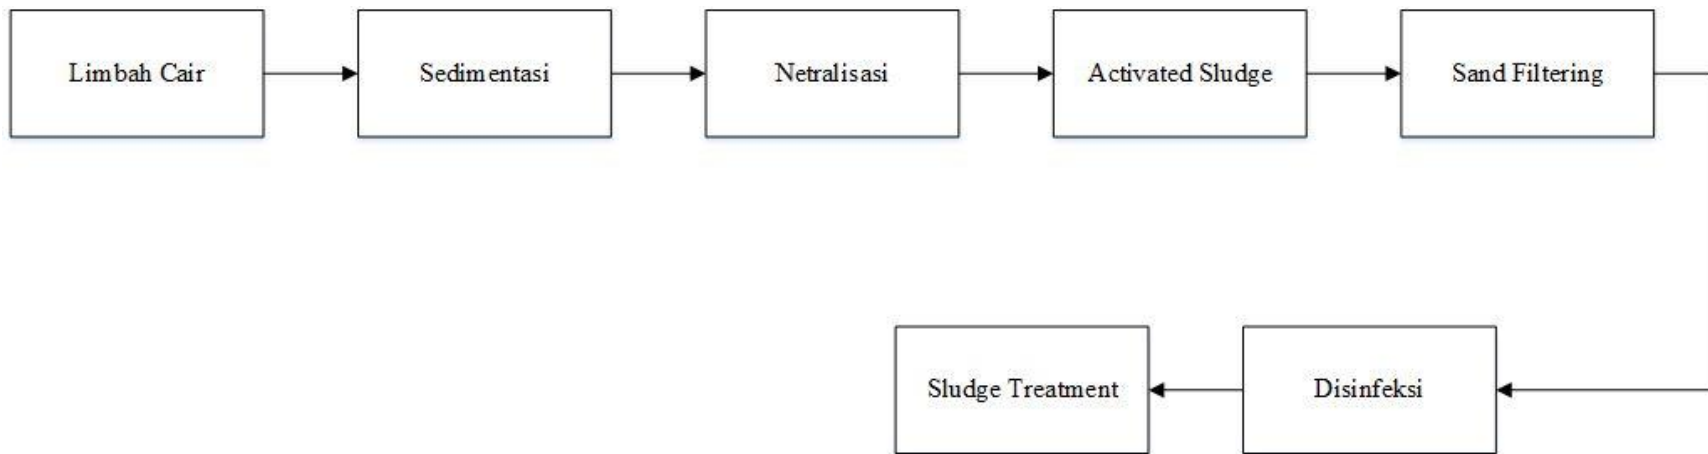 Limbah Cair
Sedimentasi
Netralisasi
Activated Sludge
Sand Filtering
Disinfeksi
Sludge Treatment